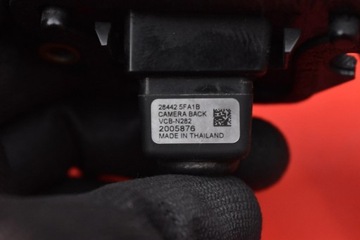 28442 5FA1B
CAMERA BACK
VCB-N282
2005876
MADE IN THAILAND